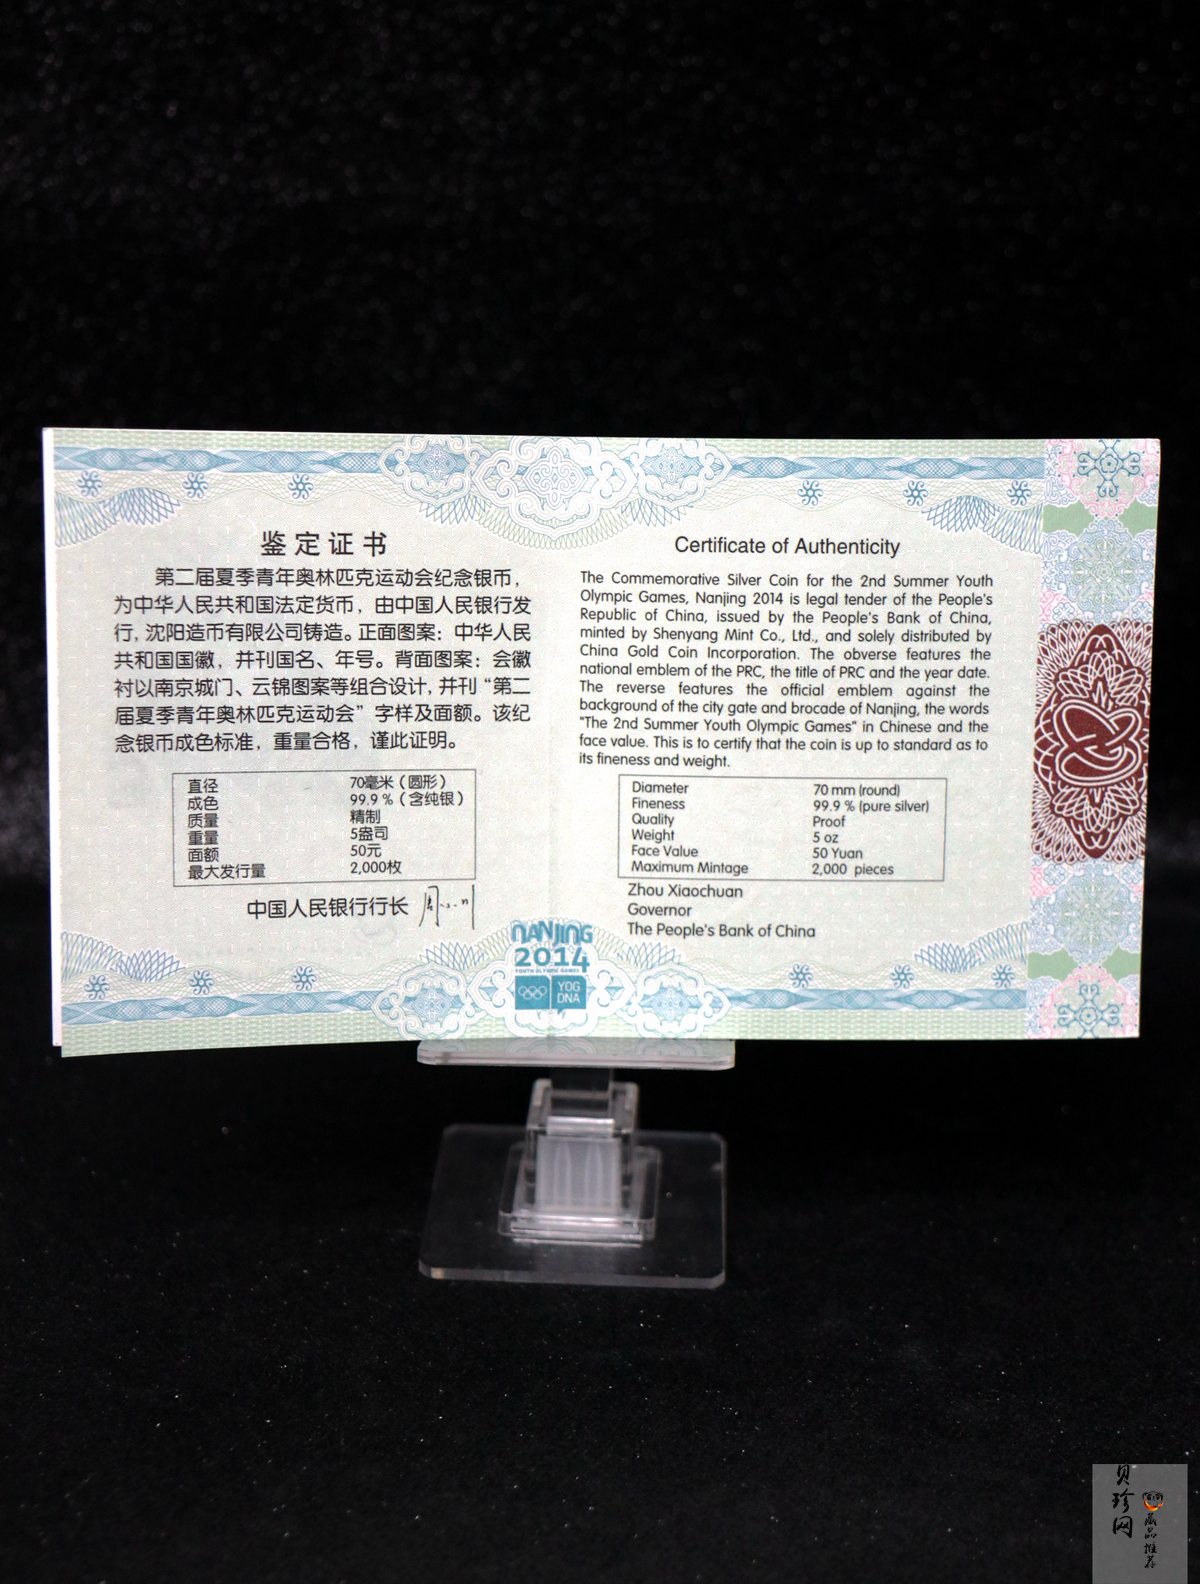 鉴定证书
第二届夏季青年奥林匹克运动会纪念银币，
为中华人民共和国法定货币，由中国人民银行发
行，沈阳造币有限公司铸造。正面图案：中华人民
共和国国徽，并刊国名、年号。背面图案：会徽
衬以南京城门、云锦图案等组合设计，并刊“第二
届夏季青年奥林匹克运动会”字样及面额。该纪
念银币成色标准，重量合格，谨此证明。
直径 70毫米（圆形）
成色 99.9％（含纯银）
质量 精制
重量 5盎司
面额 50元
最大发行量 2,000枚
中国人民银行行长
Certificate of Authenticity
The Commemorative Silver Coin for the 2nd Summer Youth
Olympic Games, Nanjing 2014 is legal tender of the People's
Republic of China, issued by the People's Bank of China,
minted by Shenyang Mint Co., Ltd., and solely distributed by
China Gold Coin Incorporation. The obverse features the
national emblem of the PRC, the title of PRC and the year date.
The reverse features the official emblem against the
background of the city gate and brocade of Nanjing, the words
"The 2nd Summer Youth Olympic Games" in Chinese and the
face value. This is to certify that the coin is up to standard as to
its fineness and weight.
Diameter 70 mm (round)
Fineness 99.9 % (pure silver)
Quality Proof
Weight 5 oz
Face Value 50 Yuan
Maximum Mintage 2,000 pieces
Zhou Xiaochuan
Governor
The People's Bank of China
NANJING
2014
YOUTH OLYMPIC GAMES
YOG
DNA
贝珍网
藏品推荐